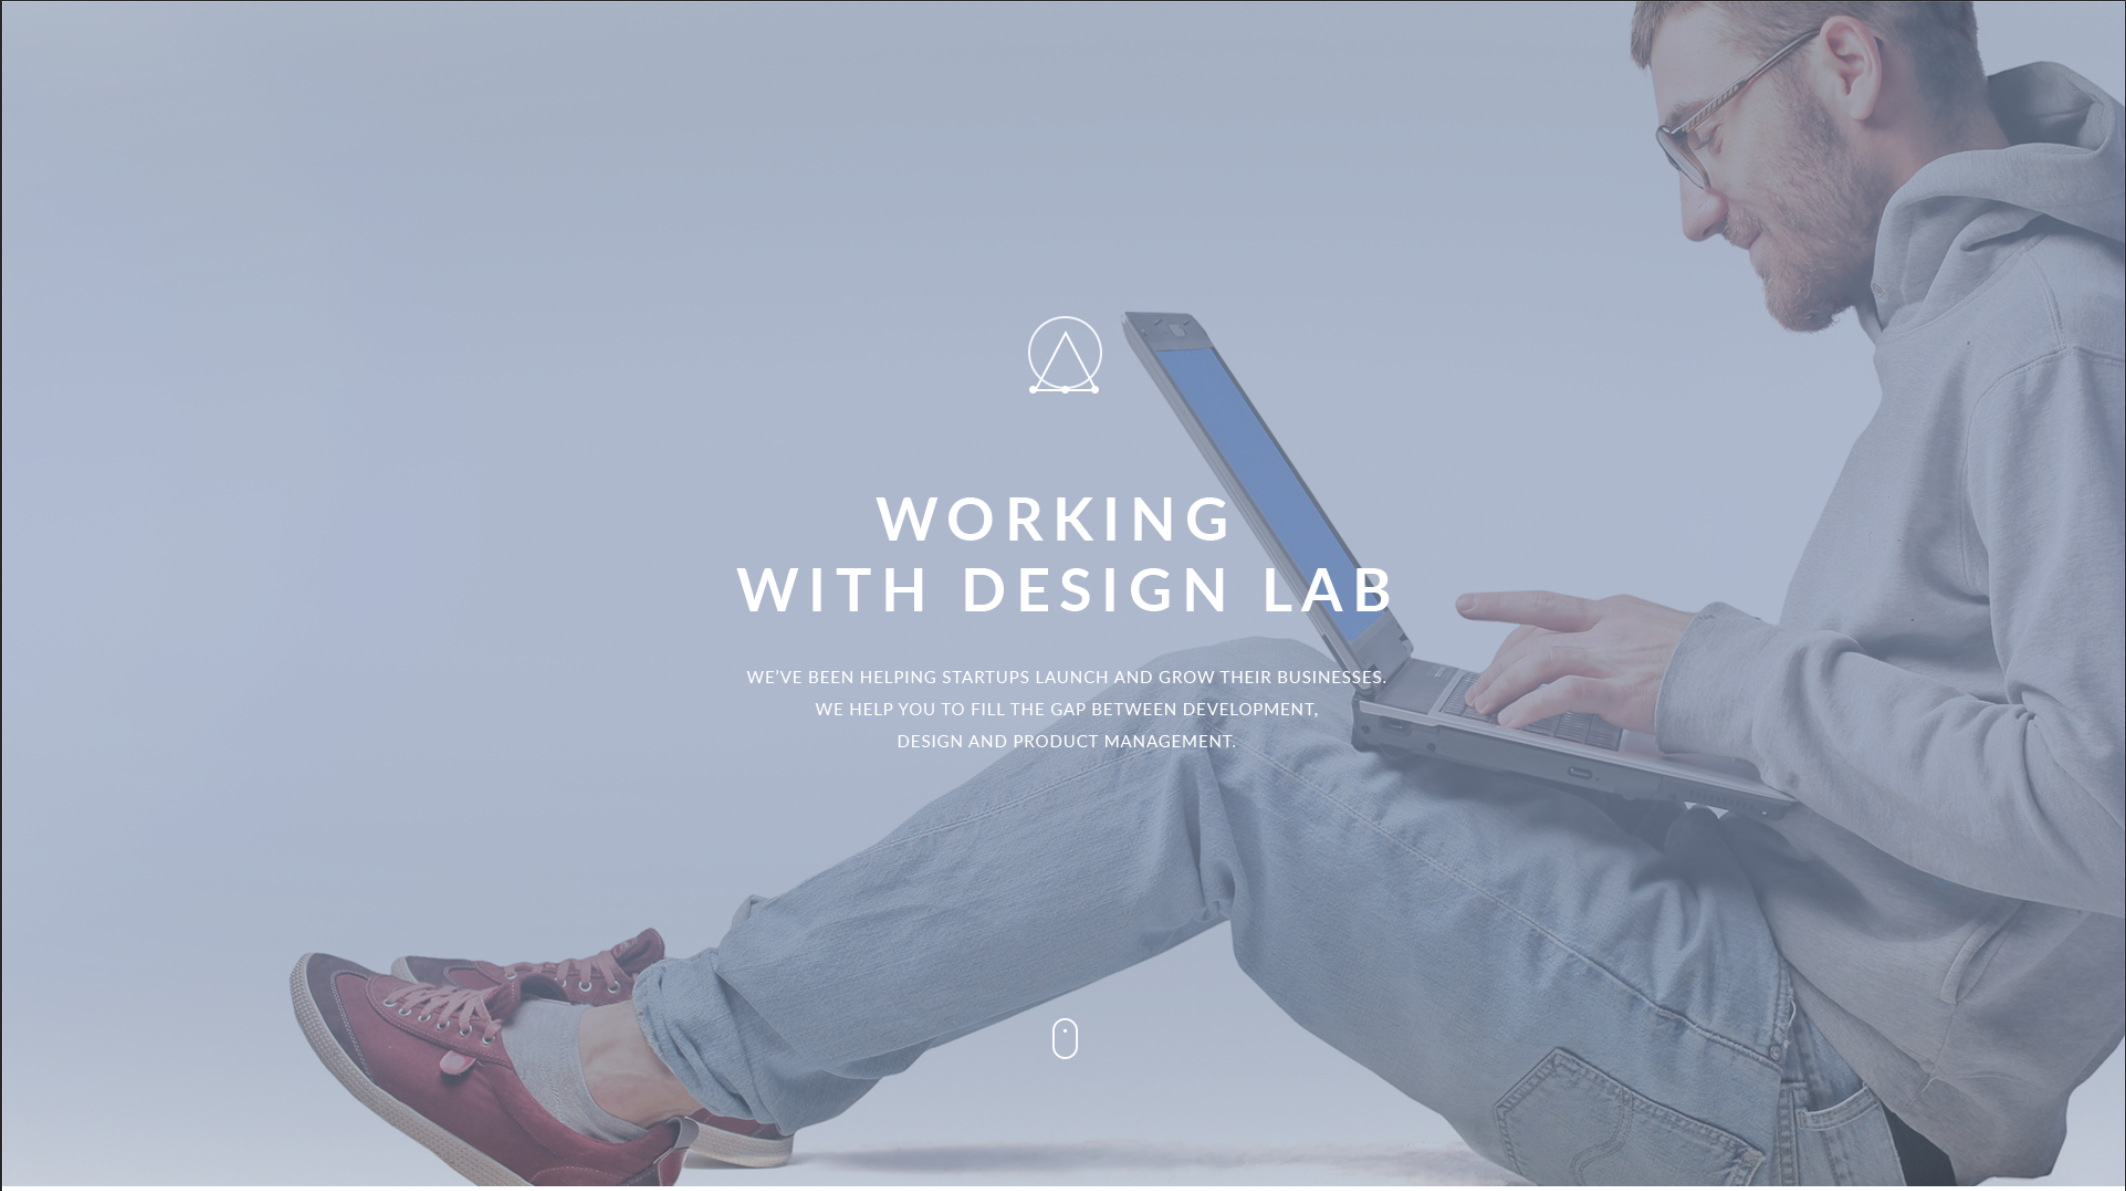 WORKING
WITH DESIGN LAB
WE'VE BEEN HELPING STARTUPS LAUNCH AND GROW THEIR BUSINESSES.
WE HELP YOU TO FILL THE GAP BETWEEN DEVELOPMENT,
DESIGN AND PRODUCT MANAGEMENT.